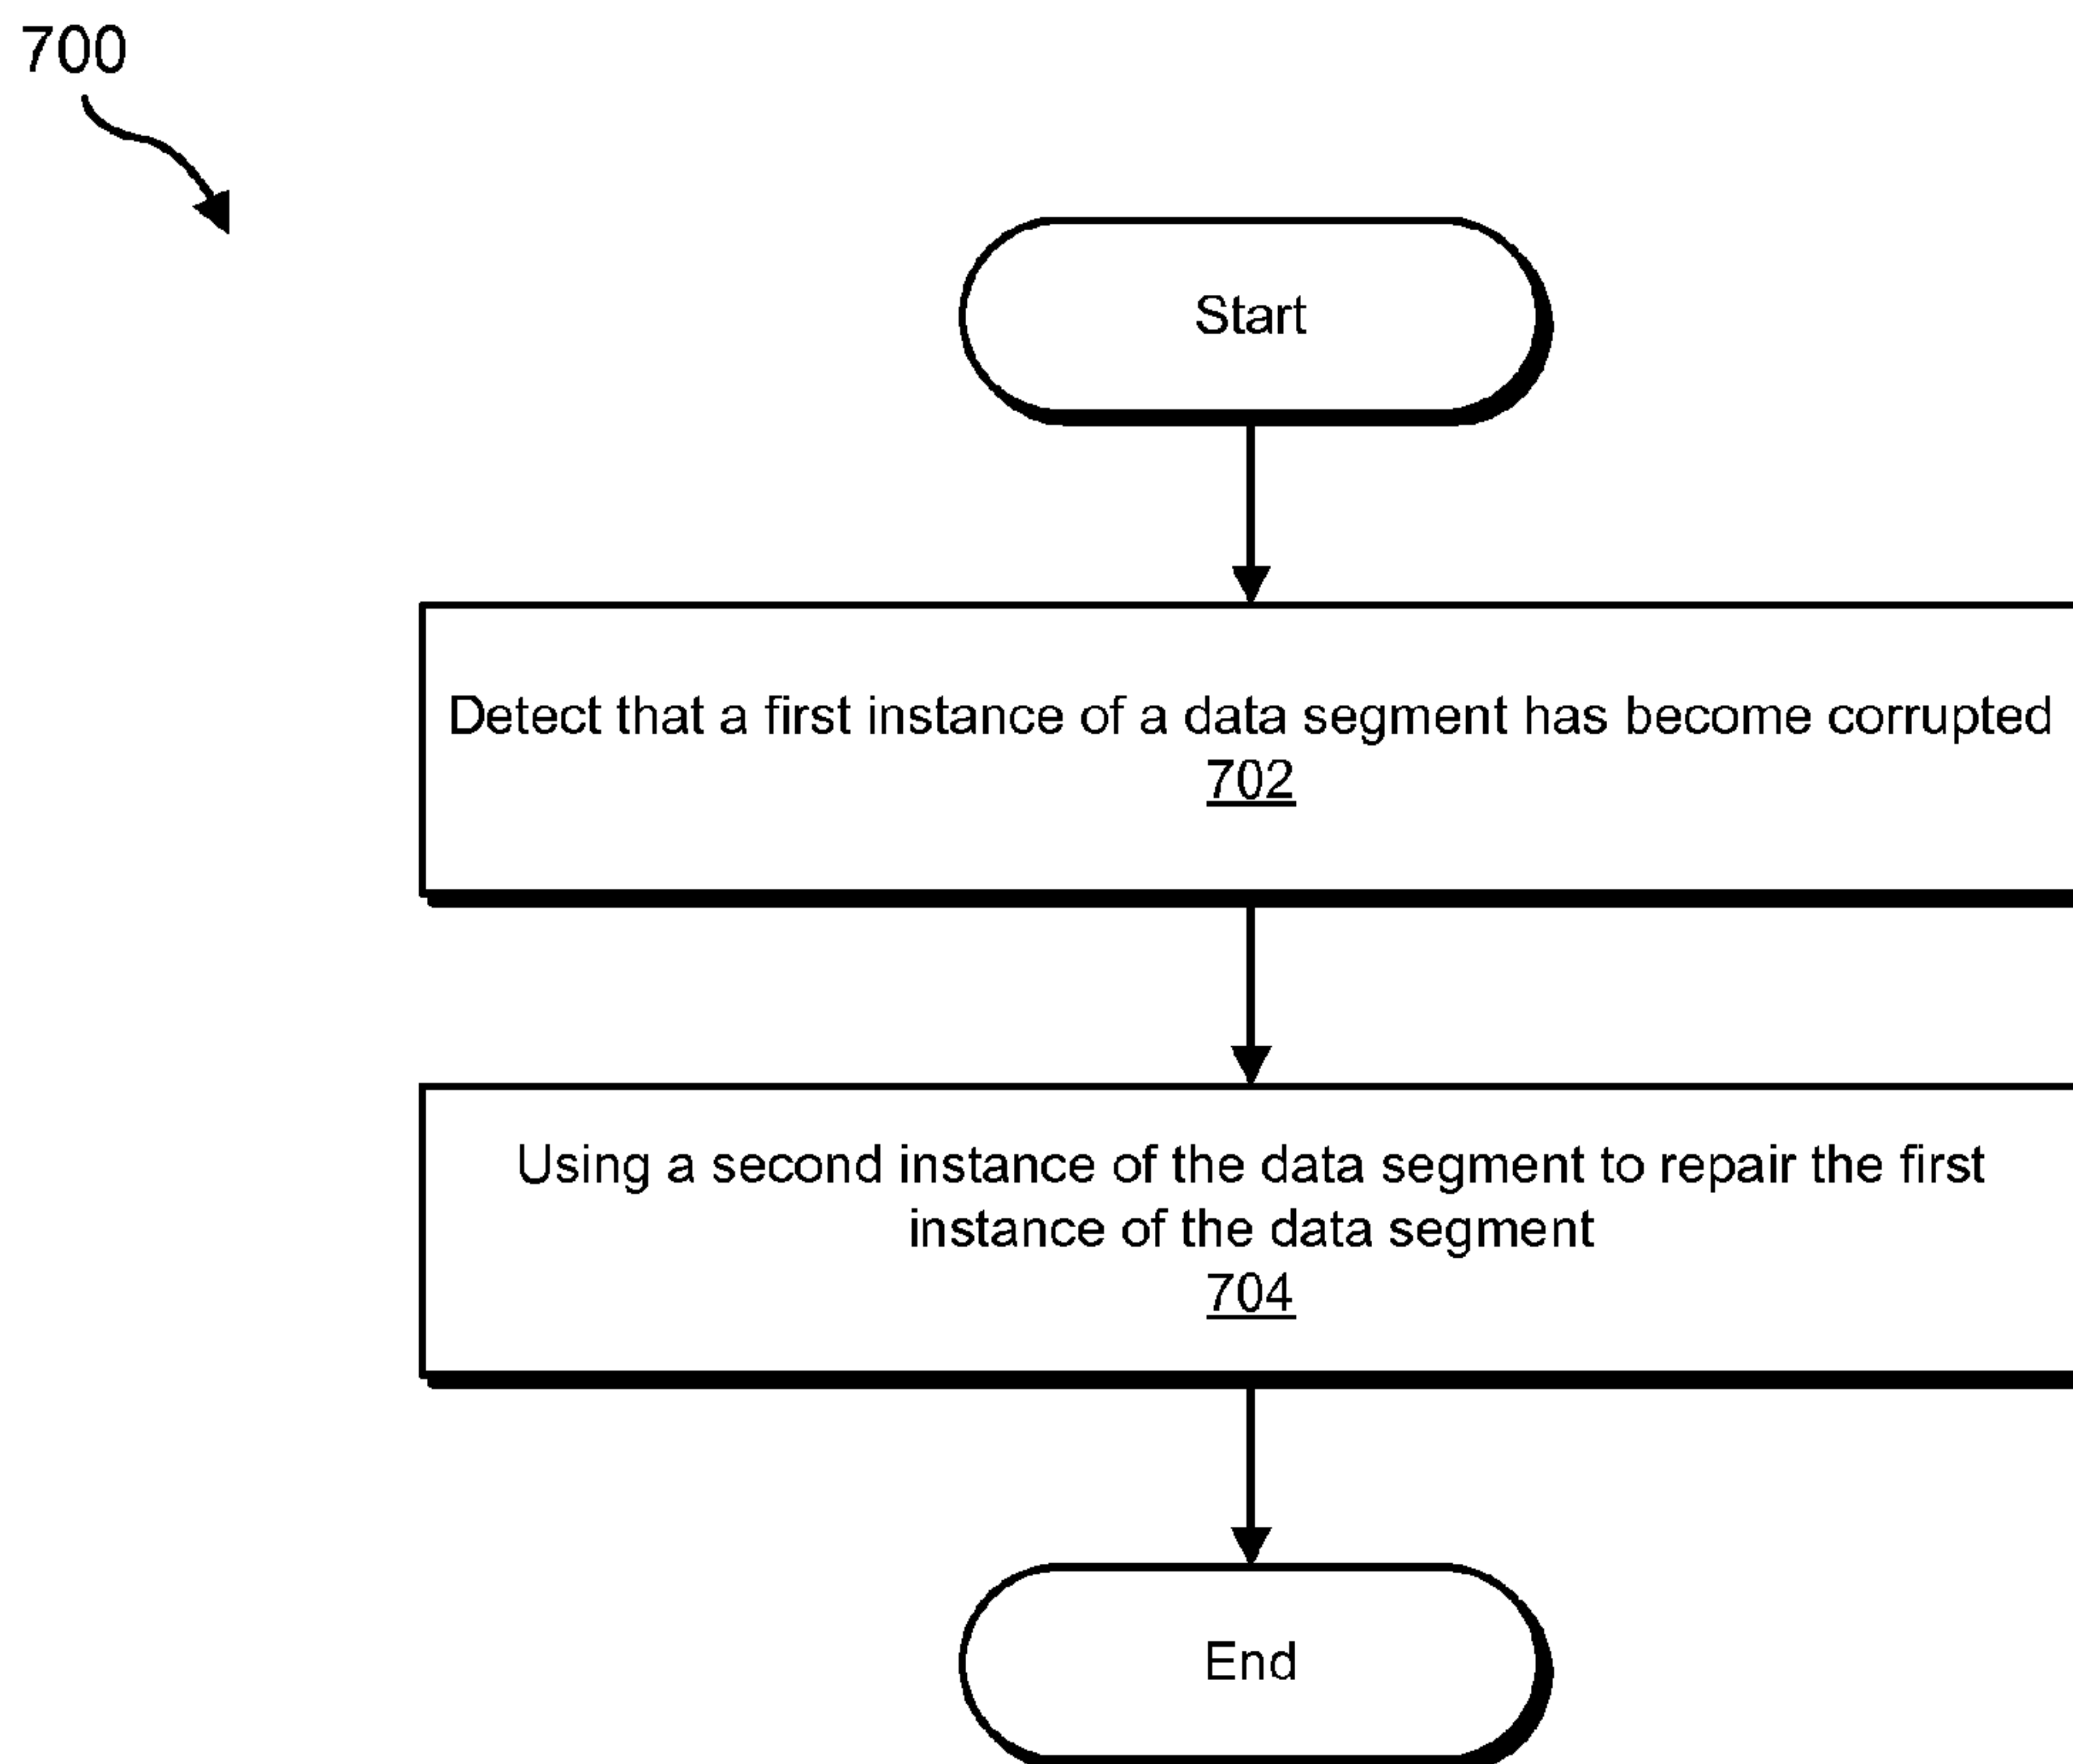 700
Start
Detect that a first instance of a data segment has become corrupted
702
Using a second instance of the data segment to repair the first
instance of the data segment
704
End